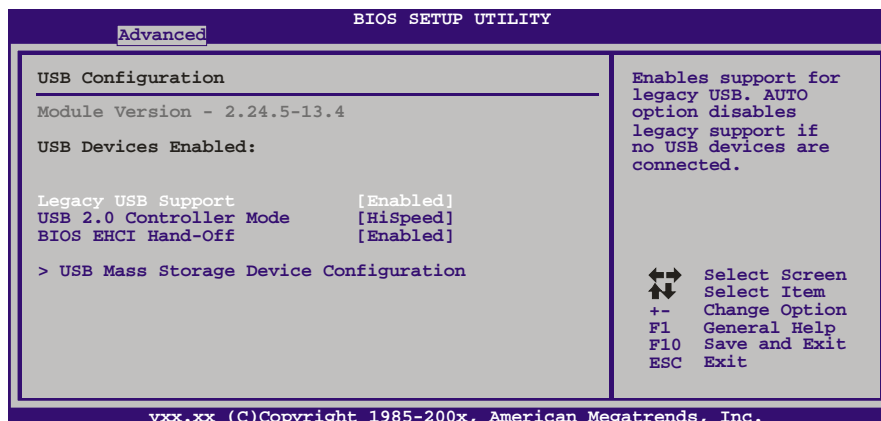 BIOS SETUP UTILITY
Advanced
USB Configuration
Module Version - 2.24.5-13.4
USB Devices Enabled:
Legacy USB Support [Enabled]
USB 2.0 Controller Mode [HiSpeed]
BIOS EHCI Hand-Off [Enabled]
> USB Mass Storage Device Configuration
Enables support for
legacy USB. AUTO
option disables
legacy support if
no USB devices are
connected.
Select Screen
Select Item
+- Change Option
F1 General Help
F10 Save and Exit
ESC Exit
vxx.xx (C)Copyright 1985-200x, American Megatrends, Inc.